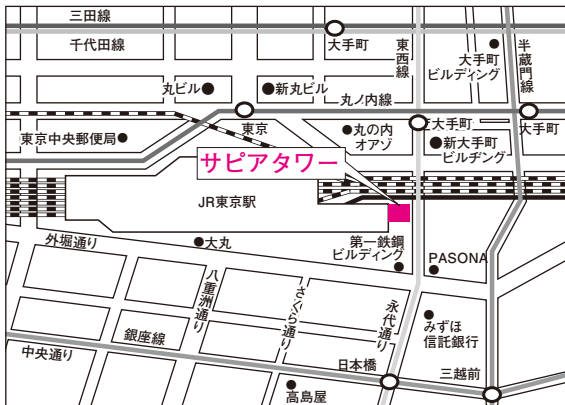 三田線
千代田線
大手町
東西線
大手町
ビルディング
半蔵門線
丸ビル
新丸ビル
丸ノ内線
東京中央郵便局
東京
丸の内
オアゾ
大手町
新大手町
ビルヂング
大手町
サピアタワー
JR東京駅
外堀通り
大丸
第一鉄鋼
ビルディング
PASONA
八重洲通り
さくら通り
永代通り
みずほ
信託銀行
中央通り
銀座線
日本橋
三越前
高島屋